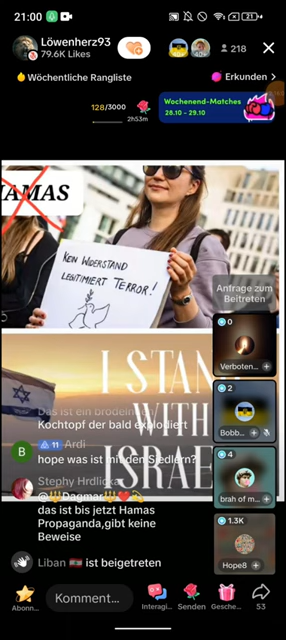 21:00
21
Löwenherz93
79.6K Likes
218
Wöchentliche Rangliste
Erkunden >
128/3000
2h53m
Wochenend-Matches
28.10 - 29.10
HAMAS
KEIN WIDERSTAND
LEGITIMIERT TERROR!
Anfrage zum
Beitreten
0
Verboten...
I STAN
WITH
ISRAE
2
Bobb...
4
brah of m...
1.3K
Hope8
Das ist ein brodelnder
Kochtopf der bald explodiert
B
11 Ardi
hope was ist mit den Siedlern?
Stephy Hrdlicka
@🔱Dagmar🔱❤️💫
das ist bis jetzt Hamas
Propaganda,gibt keine
Beweise
Liban 🇱🇧 ist beigetreten
Abonn...
Komment...
Interagi...
Senden
Gesche...
53